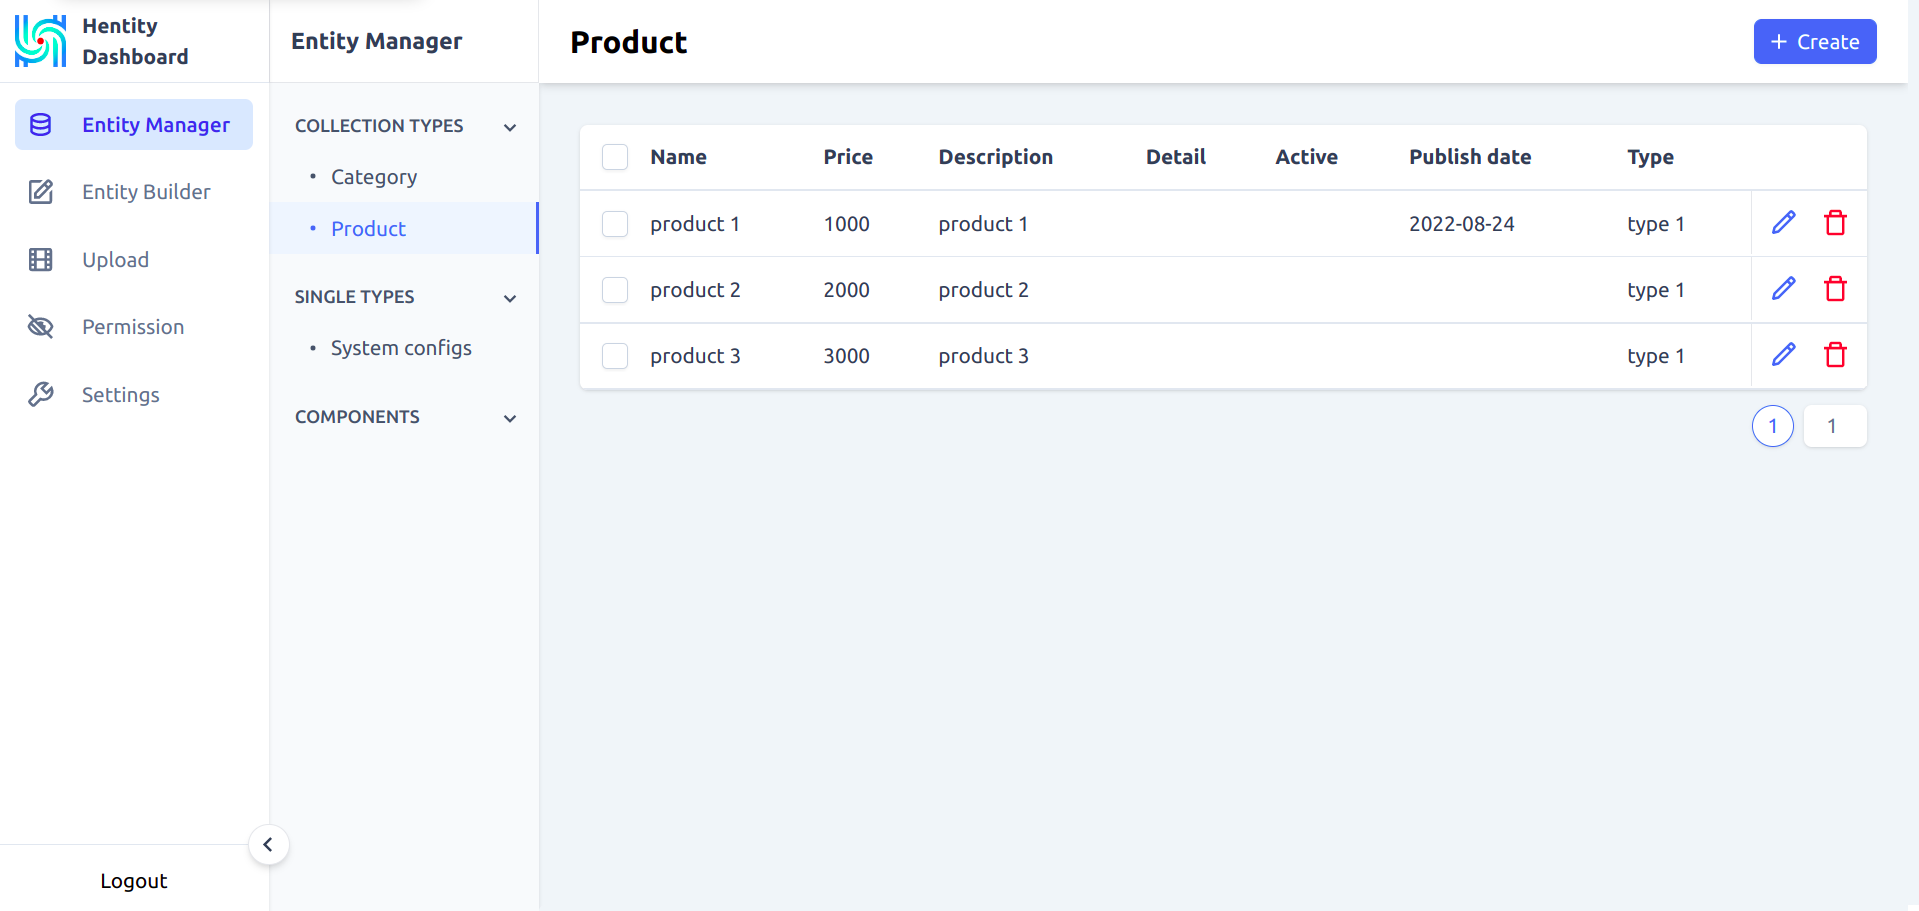 Hentity
Dashboard
Entity Manager
Entity Builder
Upload
Permission
Settings
Logout
Entity Manager
COLLECTION TYPES
• Category
• Product
SINGLE TYPES
• System configs
COMPONENTS
Product
+ Create
Name Price Description Detail Active Publish date Type
product 1 1000 product 1 2022-08-24 type 1
product 2 2000 product 2 type 1
product 3 3000 product 3 type 1
1 1